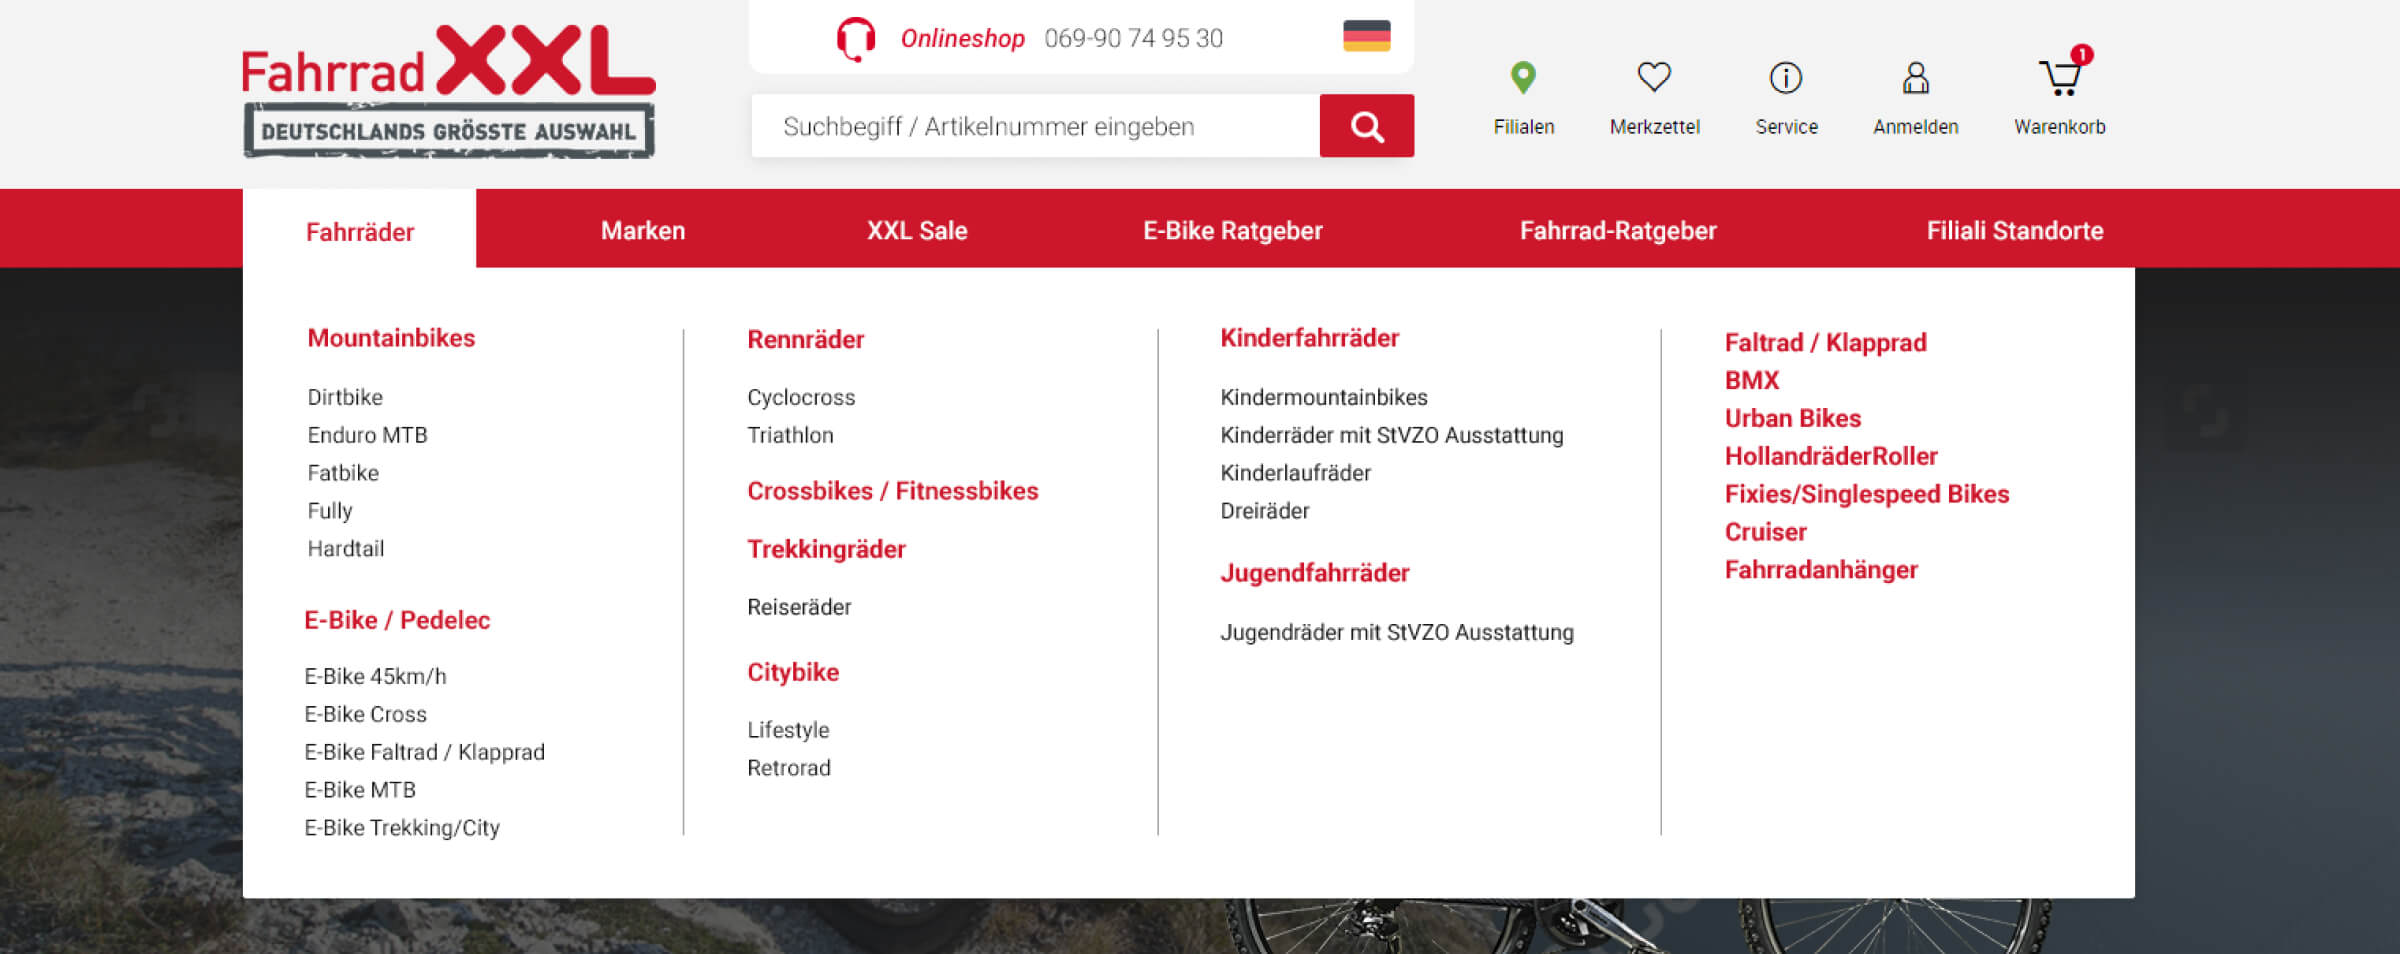 Fahrrad XXL
DEUTSCHLANDS GRÖSSTE AUSWAHL
Onlineshop 069-90 74 95 30
Suchbegiff / Artikelnummer eingeben
Filialen
Merkzettel
Service
Anmelden
1
Warenkorb
Fahrräder
Marken
XXL Sale
E-Bike Ratgeber
Fahrrad-Ratgeber
Filiali Standorte
Mountainbikes
Dirtbike
Enduro MTB
Fatbike
Fully
Hardtail
E-Bike / Pedelec
E-Bike 45km/h
E-Bike Cross
E-Bike Faltrad / Klapprad
E-Bike MTB
E-Bike Trekking/City
Rennräder
Cyclocross
Triathlon
Crossbikes / Fitnessbikes
Trekkingräder
Reiseräder
Citybike
Lifestyle
Retrorad
Kinderfahrräder
Kindermountainbikes
Kinderräder mit StVZO Ausstattung
Kinderlaufräder
Dreiräder
Jugendfahrräder
Jugendräder mit StVZO Ausstattung
Faltrad / Klapprad
BMX
Urban Bikes
HollandräderRoller
Fixies/Singlespeed Bikes
Cruiser
Fahrradanhänger